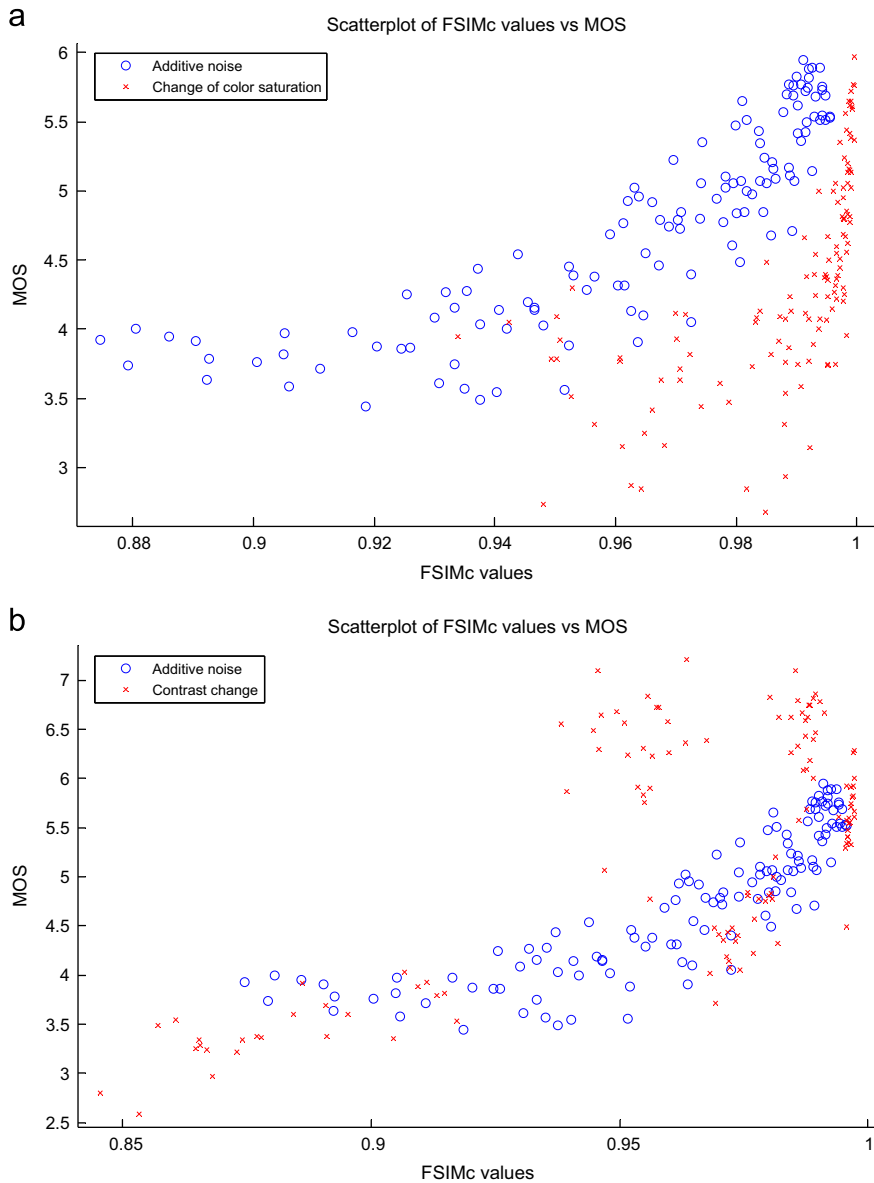 a
Scatterplot of FSIMc values vs MOS
6
5.5
5
4.5
4
3.5
3
MOS
Additive noise
Change of color saturation
0.88 0.9 0.92 0.94 0.96 0.98 1
FSIMc values
b
Scatterplot of FSIMc values vs MOS
7
6.5
6
5.5
5
4.5
4
3.5
3
2.5
MOS
Additive noise
Contrast change
0.85 0.9 0.95 1
FSIMc values